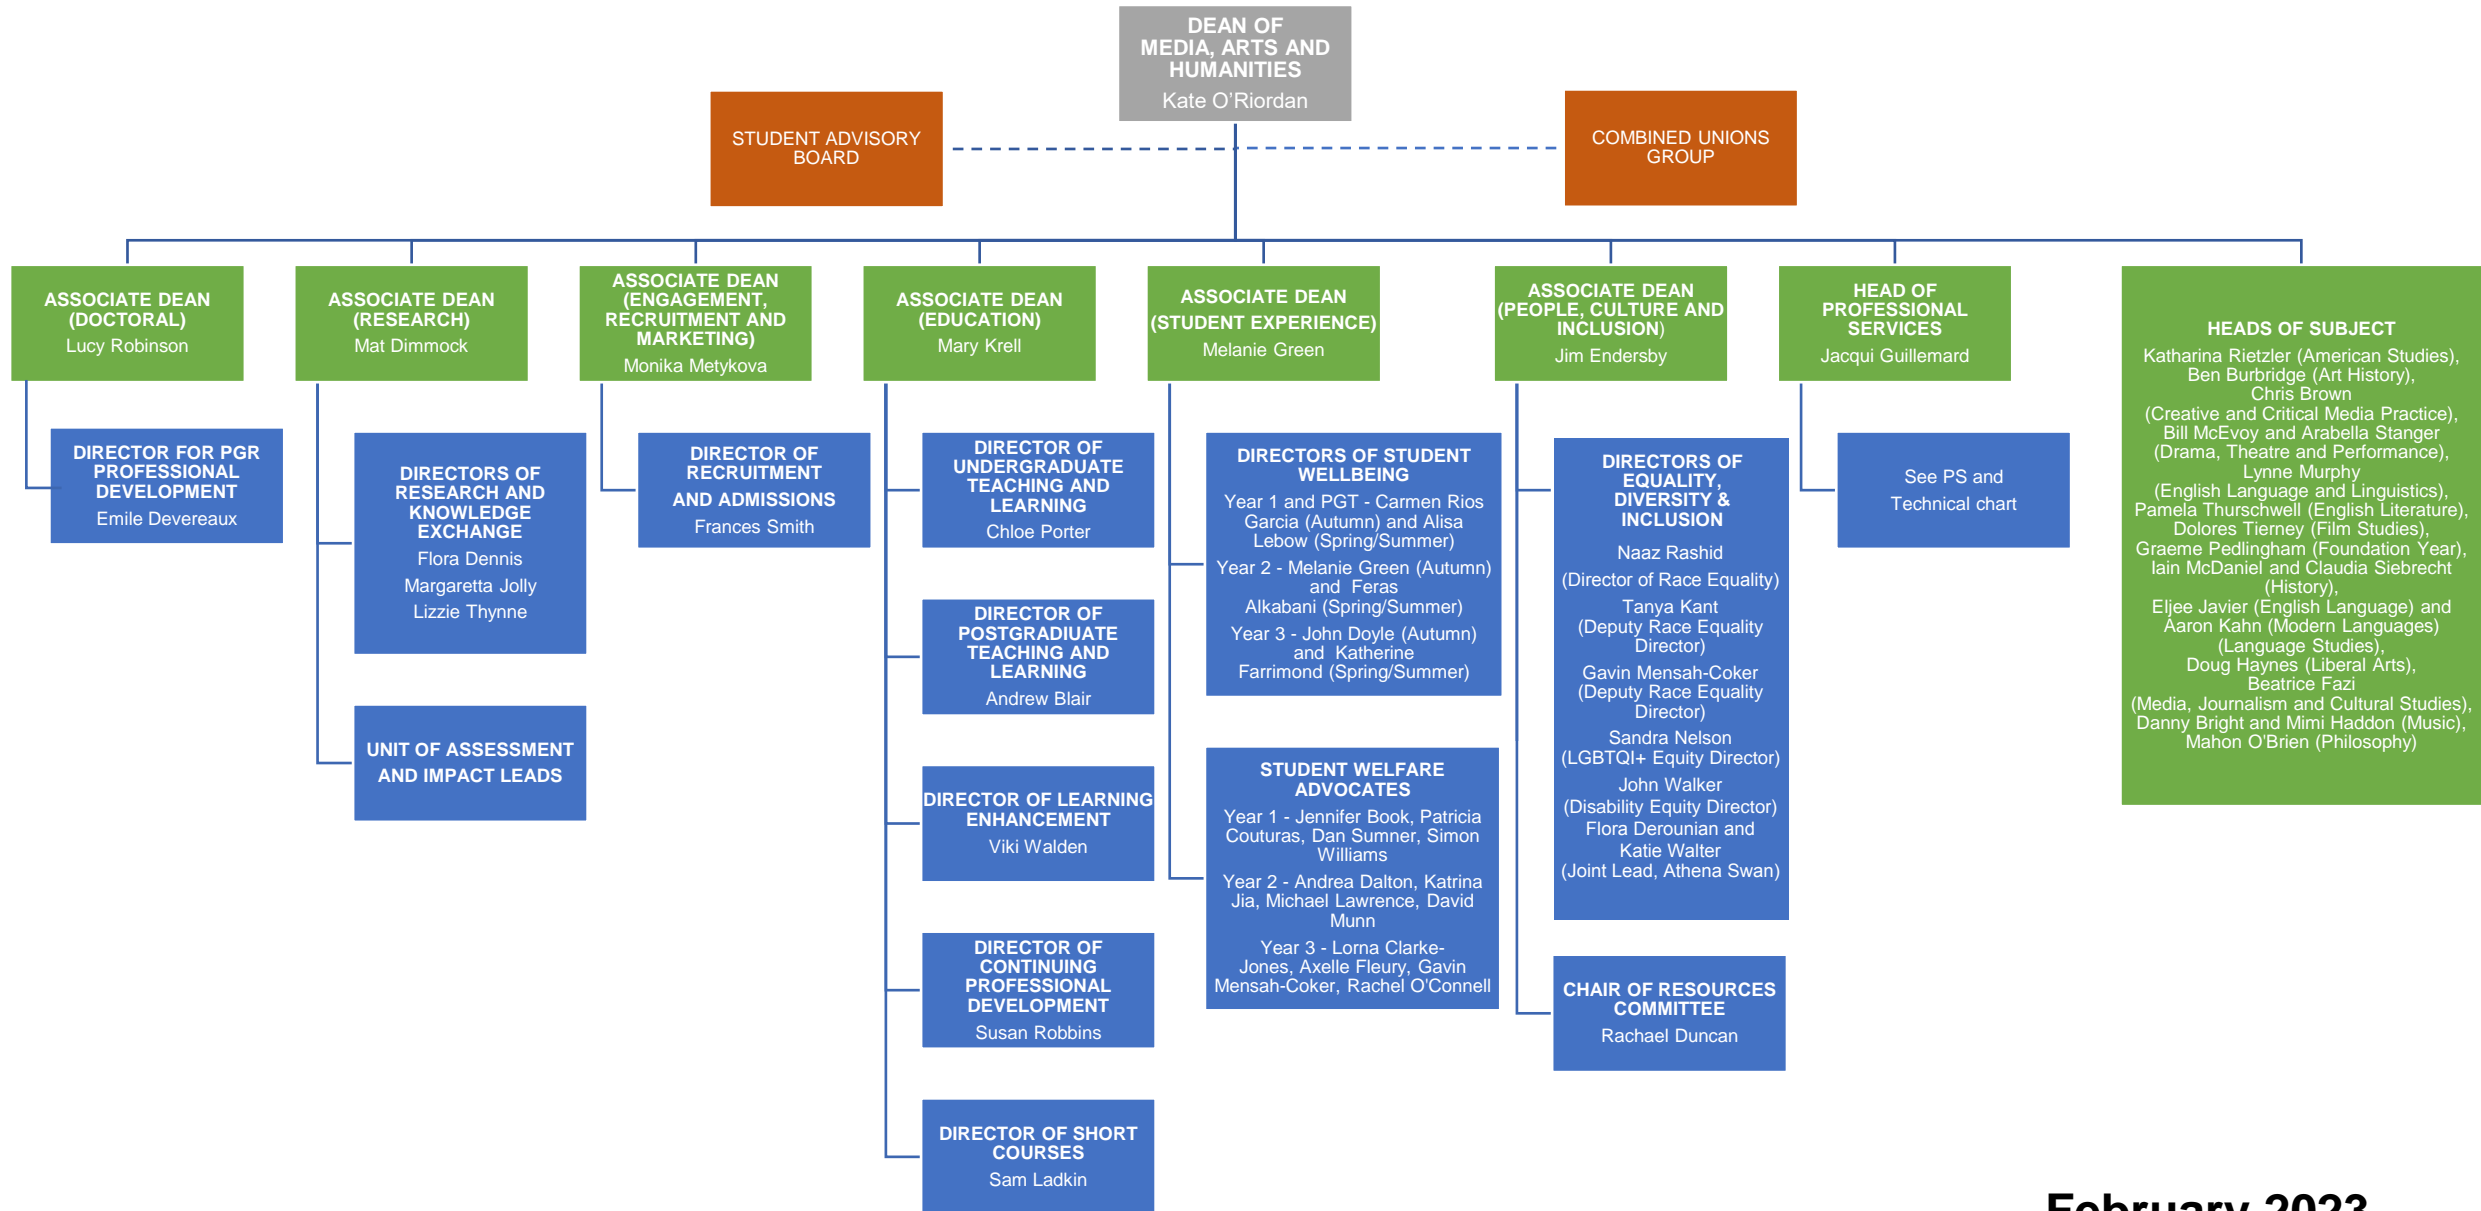 DEAN OF
MEDIA, ARTS AND
HUMANITIES
Kate O'Riordan
STUDENT ADVISORY
BOARD
COMBINED UNIONS
GROUP
ASSOCIATE DEAN
(DOCTORAL)
Lucy Robinson
ASSOCIATE DEAN
(RESEARCH)
Mat Dimmock
ASSOCIATE DEAN
(ENGAGEMENT,
RECRUITMENT AND
MARKETING)
Monika Metykova
ASSOCIATE DEAN
(EDUCATION)
Mary Krell
ASSOCIATE DEAN
(STUDENT EXPERIENCE)
Melanie Green
ASSOCIATE DEAN
(PEOPLE, CULTURE AND
INCLUSION)
Jim Endersby
HEAD OF
PROFESSIONAL
SERVICES
Jacqui Guillemard
HEADS OF SUBJECT
Katharina Rietzler (American Studies),
Ben Burbridge (Art History),
Chris Brown
(Creative and Critical Media Practice),
Bill McEvoy and Arabella Stanger
(Drama, Theatre and Performance),
Lynne Murphy
(English Language and Linguistics),
Pamela Thurschwell (English Literature),
Dolores Tierney (Film Studies),
Graeme Pedlingham (Foundation Year),
Iain McDaniel and Claudia Siebrecht
(History),
Eljee Javier (English Language) and
Aaron Kahn (Modern Languages)
(Language Studies),
Doug Haynes (Liberal Arts),
Beatrice Fazi
(Media, Journalism and Cultural Studies),
Danny Bright and Mimi Haddon (Music),
Mahon O'Brien (Philosophy)
DIRECTOR FOR PGR
PROFESSIONAL
DEVELOPMENT
Emile Devereaux
DIRECTORS OF
RESEARCH AND
KNOWLEDGE
EXCHANGE
Flora Dennis
Margaretta Jolly
Lizzie Thynne
UNIT OF ASSESSMENT
AND IMPACT LEADS
DIRECTOR OF
RECRUITMENT
AND ADMISSIONS
Frances Smith
DIRECTOR OF
UNDERGRADUATE
TEACHING AND
LEARNING
Chloe Porter
DIRECTOR OF
POSTGRADIUATE
TEACHING AND
LEARNING
Andrew Blair
DIRECTOR OF LEARNING
ENHANCEMENT
Viki Walden
DIRECTOR OF
CONTINUING
PROFESSIONAL
DEVELOPMENT
Susan Robbins
DIRECTOR OF SHORT
COURSES
Sam Ladkin
DIRECTORS OF STUDENT
WELLBEING
Year 1 and PGT - Carmen Rios
Garcia (Autumn) and Alisa
Lebow (Spring/Summer)
Year 2 - Melanie Green (Autumn)
and Feras
Alkabani (Spring/Summer)
Year 3 - John Doyle (Autumn)
and Katherine
Farrimond (Spring/Summer)
STUDENT WELFARE
ADVOCATES
Year 1 - Jennifer Book, Patricia
Couturas, Dan Sumner, Simon
Williams
Year 2 - Andrea Dalton, Katrina
Jia, Michael Lawrence, David
Munn
Year 3 - Lorna Clarke-
Jones, Axelle Fleury, Gavin
Mensah-Coker, Rachel O'Connell
DIRECTORS OF
EQUALITY,
DIVERSITY &
INCLUSION
Naaz Rashid
(Director of Race Equality)
Tanya Kant
(Deputy Race Equality
Director)
Gavin Mensah-Coker
(Deputy Race Equality
Director)
Sandra Nelson
(LGBTQI+ Equity Director)
John Walker
(Disability Equity Director)
Flora Derounian and
Katie Walter
(Joint Lead, Athena Swan)
CHAIR OF RESOURCES
COMMITTEE
Rachael Duncan
See PS and
Technical chart
February 2023